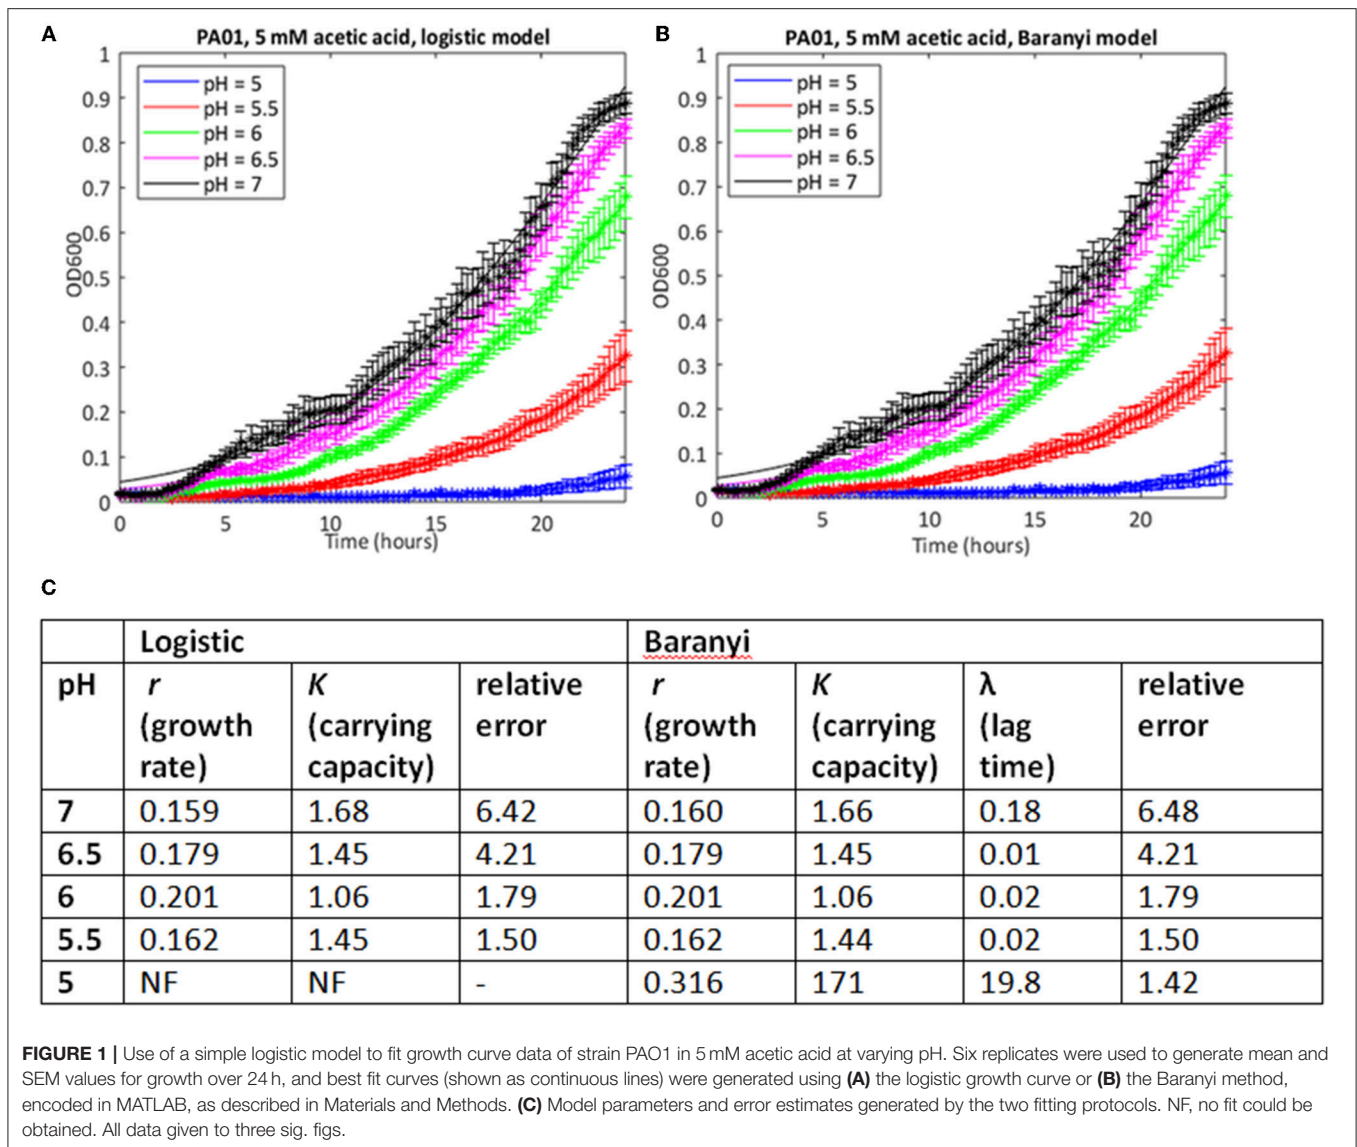 A
PA01, 5 mM acetic acid, logistic model
1
0.9
0.8
0.7
0.6
0.5
0.4
0.3
0.2
0.1
0
OD600
pH = 5
pH = 5.5
pH = 6
pH = 6.5
pH = 7
0 5 10 15 20
Time (hours)
B
PA01, 5 mM acetic acid, Baranyi model
1
0.9
0.8
0.7
0.6
0.5
0.4
0.3
0.2
0.1
0
OD600
pH = 5
pH = 5.5
pH = 6
pH = 6.5
pH = 7
0 5 10 15 20
Time (hours)
C
Logistic Baranyi
pH r K relative r K λ relative
(growth (carrying error (growth (carrying (lag error
rate) capacity) rate) capacity) time)
7 0.159 1.68 6.42 0.160 1.66 0.18 6.48
6.5 0.179 1.45 4.21 0.179 1.45 0.01 4.21
6 0.201 1.06 1.79 0.201 1.06 0.02 1.79
5.5 0.162 1.45 1.50 0.162 1.44 0.02 1.50
5 NF NF - 0.316 171 19.8 1.42
FIGURE 1 | Use of a simple logistic model to fit growth curve data of strain PAO1 in 5 mM acetic acid at varying pH. Six replicates were used to generate mean and
SEM values for growth over 24 h, and best fit curves (shown as continuous lines) were generated using (A) the logistic growth curve or (B) the Baranyi method,
encoded in MATLAB, as described in Materials and Methods. (C) Model parameters and error estimates generated by the two fitting protocols. NF, no fit could be
obtained. All data given to three sig. figs.